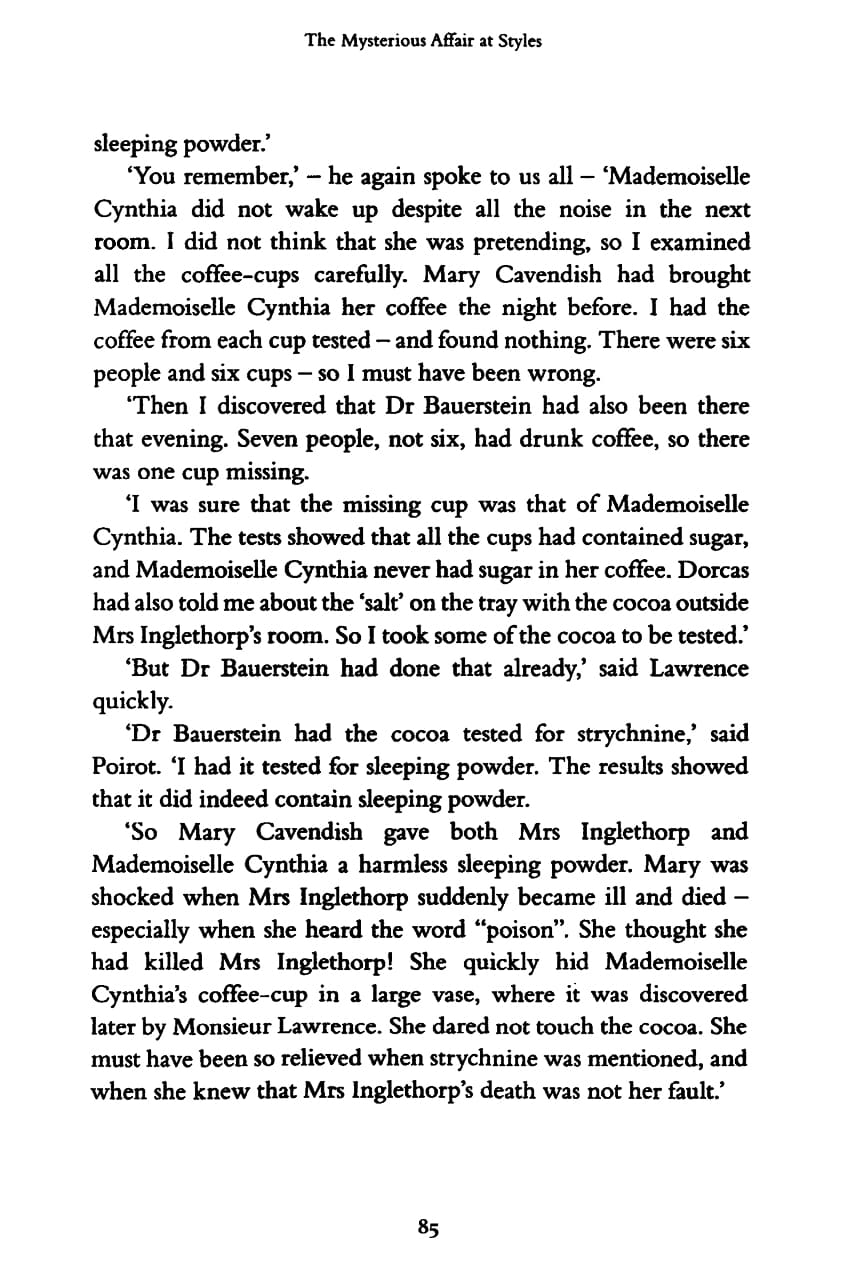 The Mysterious Affair at Styles
sleeping powder.’
‘You remember,’ – he again spoke to us all – ‘Mademoiselle
Cynthia did not wake up despite all the noise in the next
room. I did not think that she was pretending, so I examined
all the coffee-cups carefully. Mary Cavendish had brought
Mademoiselle Cynthia her coffee the night before. I had the
coffee from each cup tested – and found nothing. There were six
people and six cups – so I must have been wrong.
‘Then I discovered that Dr Bauerstein had also been there
that evening. Seven people, not six, had drunk coffee, so there
was one cup missing.
‘I was sure that the missing cup was that of Mademoiselle
Cynthia. The tests showed that all the cups had contained sugar,
and Mademoiselle Cynthia never had sugar in her coffee. Dorcas
had also told me about the ‘salt’ on the tray with the cocoa outside
Mrs Inglethorp’s room. So I took some of the cocoa to be tested.’
‘But Dr Bauerstein had done that already,’ said Lawrence
quickly.
‘Dr Bauerstein had the cocoa tested for strychnine,’ said
Poirot. ‘I had it tested for sleeping powder. The results showed
that it did indeed contain sleeping powder.
‘So Mary Cavendish gave both Mrs Inglethorp and
Mademoiselle Cynthia a harmless sleeping powder. Mary was
shocked when Mrs Inglethorp suddenly became ill and died –
especially when she heard the word “poison”. She thought she
had killed Mrs Inglethorp! She quickly hid Mademoiselle
Cynthia’s coffee-cup in a large vase, where it was discovered
later by Monsieur Lawrence. She dared not touch the cocoa. She
must have been so relieved when strychnine was mentioned, and
when she knew that Mrs Inglethorp’s death was not her fault.’
85